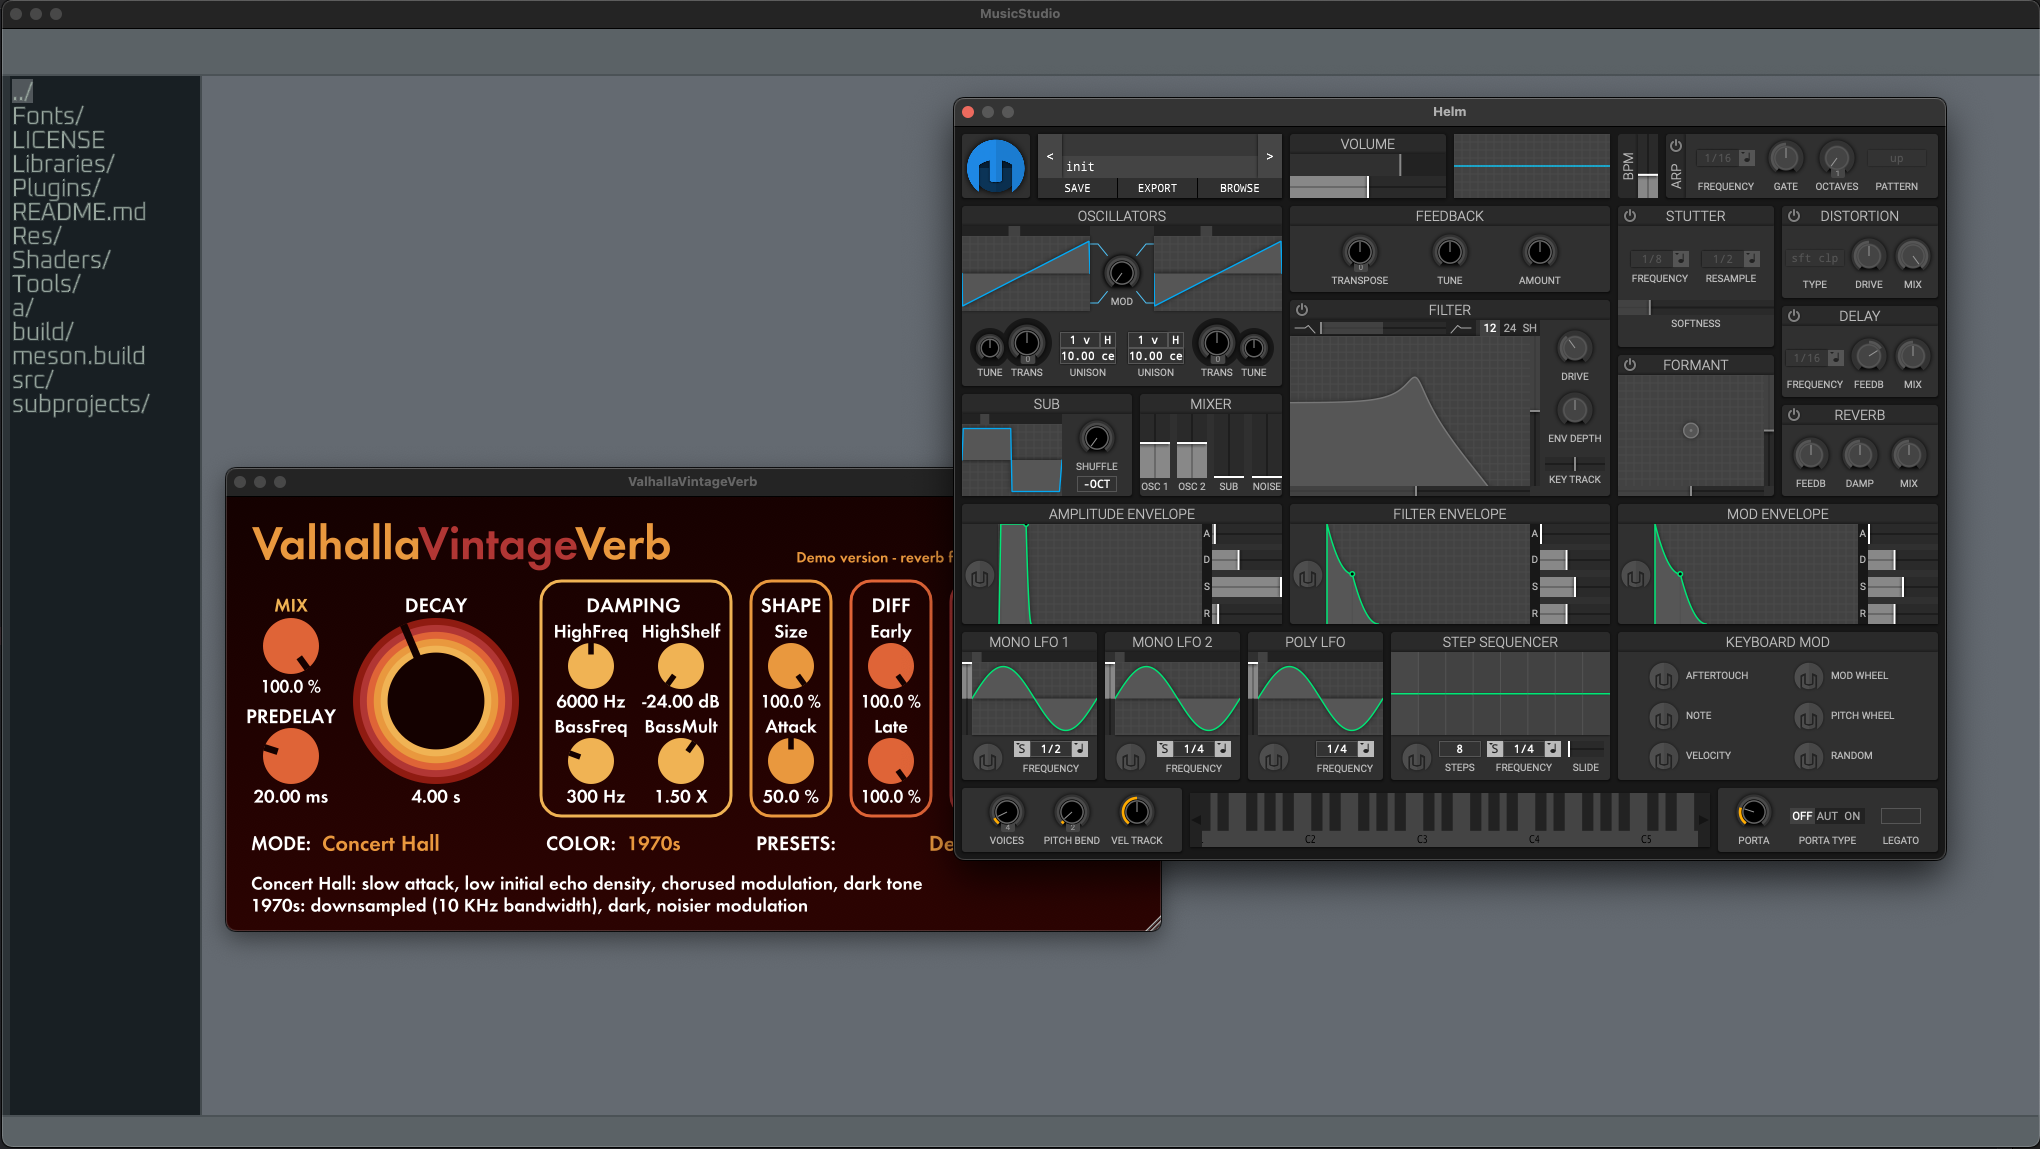 MusicStudio
../
Fonts/
LICENSE
Libraries/
Plugins/
README.md
Res/
Shaders/
Tools/
a/
build/
meson.build
src/
subprojects/
ValhallaVintageVerb
ValhallaVintageVerb
Demo version - reverb f
MIX
100.0 %
PREDELAY
20.00 ms
DECAY
4.00 s
DAMPING
HighFreq HighShelf
6000 Hz -24.00 dB
BassFreq BassMult
300 Hz 1.50 X
SHAPE
Size
100.0 %
Attack
50.0 %
DIFF
Early
100.0 %
Late
100.0 %
MODE: Concert Hall COLOR: 1970s PRESETS: De
Concert Hall: slow attack, low initial echo density, chorused modulation, dark tone
1970s: downsampled (10 KHz bandwidth), dark, noisier modulation
Helm
< init >
SAVE EXPORT BROWSE
VOLUME
BPM
ARP
1/16 up
FREQUENCY GATE OCTAVES PATTERN
1
OSCILLATORS
MOD
1 v H 1 v H
10.00 ce 10.00 ce
0 0
TUNE TRANS UNISON UNISON TRANS TUNE
FEEDBACK
0
TRANSPOSE TUNE AMOUNT
STUTTER
1/8 1/2
FREQUENCY RESAMPLE
SOFTNESS
DISTORTION
sft clp
TYPE DRIVE MIX
FILTER
12 24 SH
DRIVE
ENV DEPTH
KEY TRACK
DELAY
1/16
FREQUENCY FEEDB MIX
FORMANT
REVERB
FEEDB DAMP MIX
SUB
SHUFFLE
-OCT
MIXER
OSC 1 OSC 2 SUB NOISE
AMPLITUDE ENVELOPE
A
D
S
R
FILTER ENVELOPE
A
D
S
R
MOD ENVELOPE
A
D
S
R
MONO LFO 1
S 1/2
FREQUENCY
MONO LFO 2
S 1/4
FREQUENCY
POLY LFO
1/4
FREQUENCY
STEP SEQUENCER
8 S 1/4
STEPS FREQUENCY SLIDE
KEYBOARD MOD
AFTERTOUCH MOD WHEEL
NOTE PITCH WHEEL
VELOCITY RANDOM
4 2
VOICES PITCH BEND VEL TRACK
C2 C3 C4 C5
OFF AUT ON
PORTA PORTA TYPE LEGATO